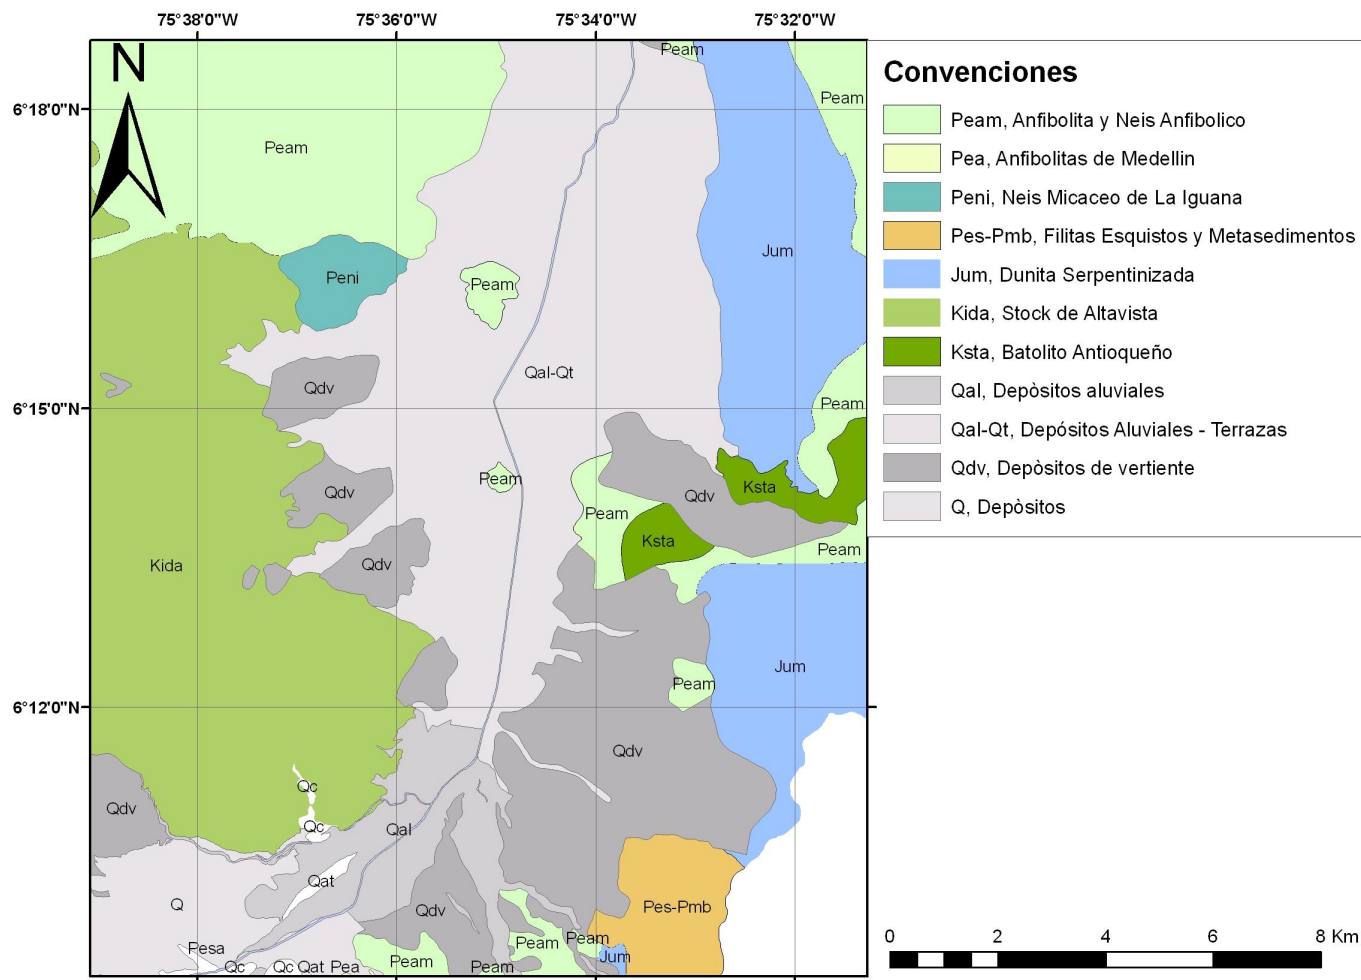 75°38'0"W 75°36'0"W 75°34'0"W 75°32'0"W
N
Peam
6°18'0"N
Peam
Peam
Jum
Peni
Peam
Qal-Qt
Qdv
6°15'0"N
Peam
Peam
Qdv
Qdv
Ksta
Peam
Ksta
Peam
Kida
Qdv
Jum
Peam
6°12'0"N
Qdv
Qc
Qdv
Qc
Qal
Qat
Q
Qdv
Pes-Pmb
Pesa
Peam
Peam
Jum
Qc
Qc
Qat
Pea
Peam
Peam
Convenciones
Peam, Anfibolita y Neis Anfibolico
Pea, Anfibolitas de Medellin
Peni, Neis Micaceo de La Iguana
Pes-Pmb, Filitas Esquistos y Metasedimentos
Jum, Dunita Serpentinizada
Kida, Stock de Altavista
Ksta, Batolito Antioqueño
Qal, Depòsitos aluviales
Qal-Qt, Depósitos Aluviales - Terrazas
Qdv, Depòsitos de vertiente
Q, Depòsitos
0 2 4 6 8 Km